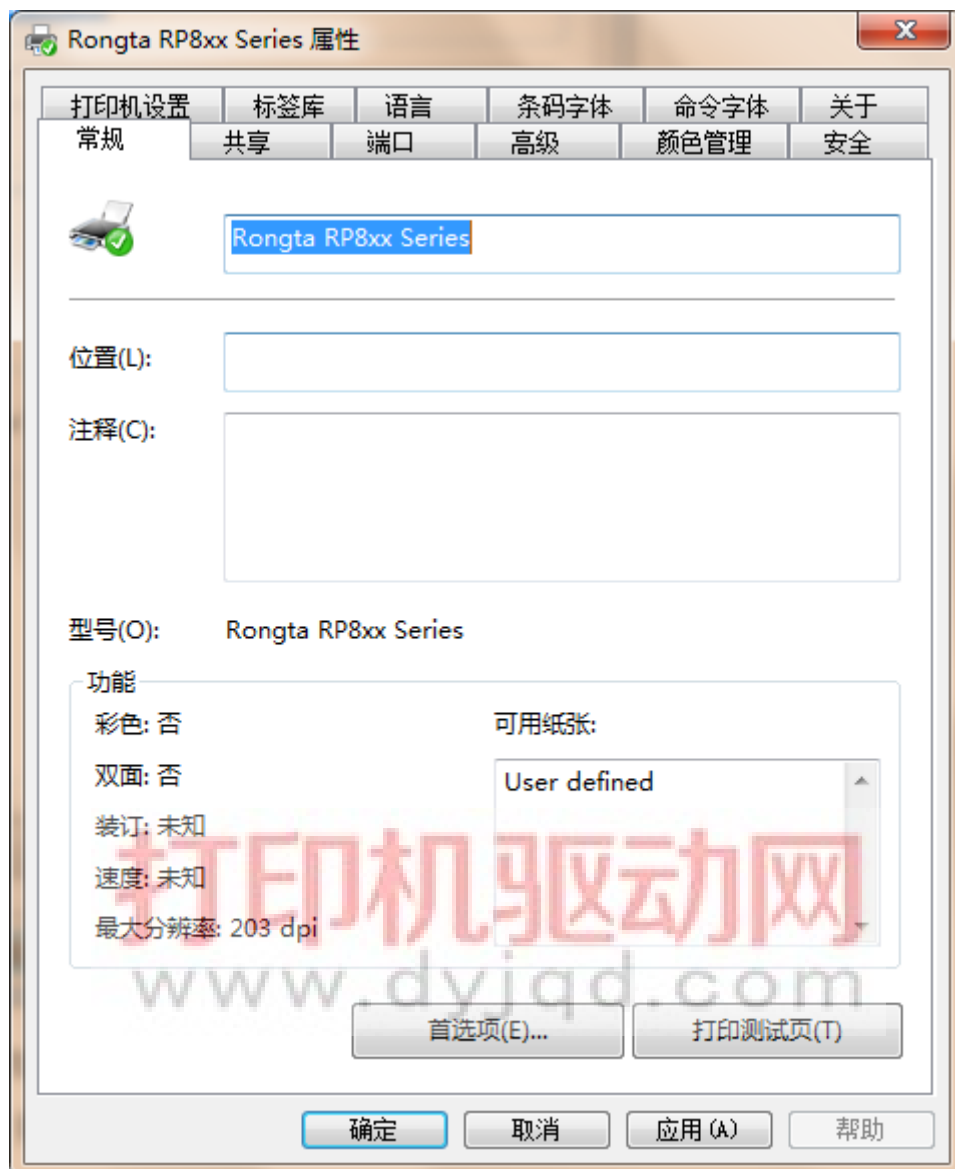 Rongta RP8xx Series 属性
打印机设置 标签库 语言 条码字体 命令字体 关于
常规 共享 端口 高级 颜色管理 安全
Rongta RP8xx Series
位置(L):
注释(C):
型号(O): Rongta RP8xx Series
功能
彩色: 否 可用纸张:
双面: 否 User defined
装订: 未知
速度: 未知
最大分辨率: 203 dpi
打印机驱动网
www.dyjqd.com
首选项(E)... 打印测试页(T)
确定 取消 应用(A) 帮助